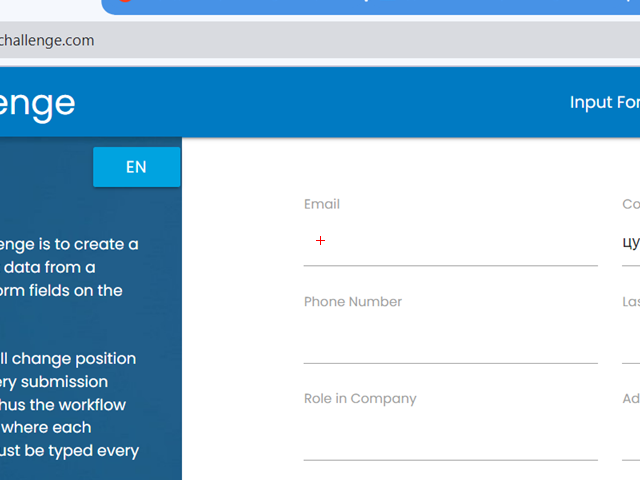 challenge.com
enge
Input For
EN
enge is to create a
data from a
orm fields on the
ll change position
ery submission
hus the workflow
where each
ust be typed every
Email
Co
цу
Phone Number
Las
Role in Company
Ad